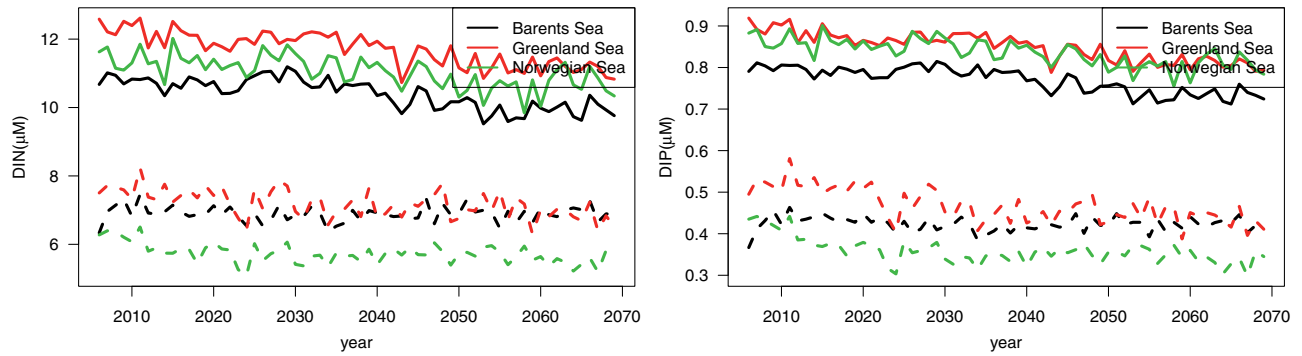 DIN(μM)
12
10
8
6
2010 2020 2030 2040 2050 2060 2070
year
Barents Sea
Greenland Sea
Norwegian Sea
DIP(μM)
0.9
0.8
0.7
0.6
0.5
0.4
0.3
2010 2020 2030 2040 2050 2060 2070
year
Barents Sea
Greenland Sea
Norwegian Sea